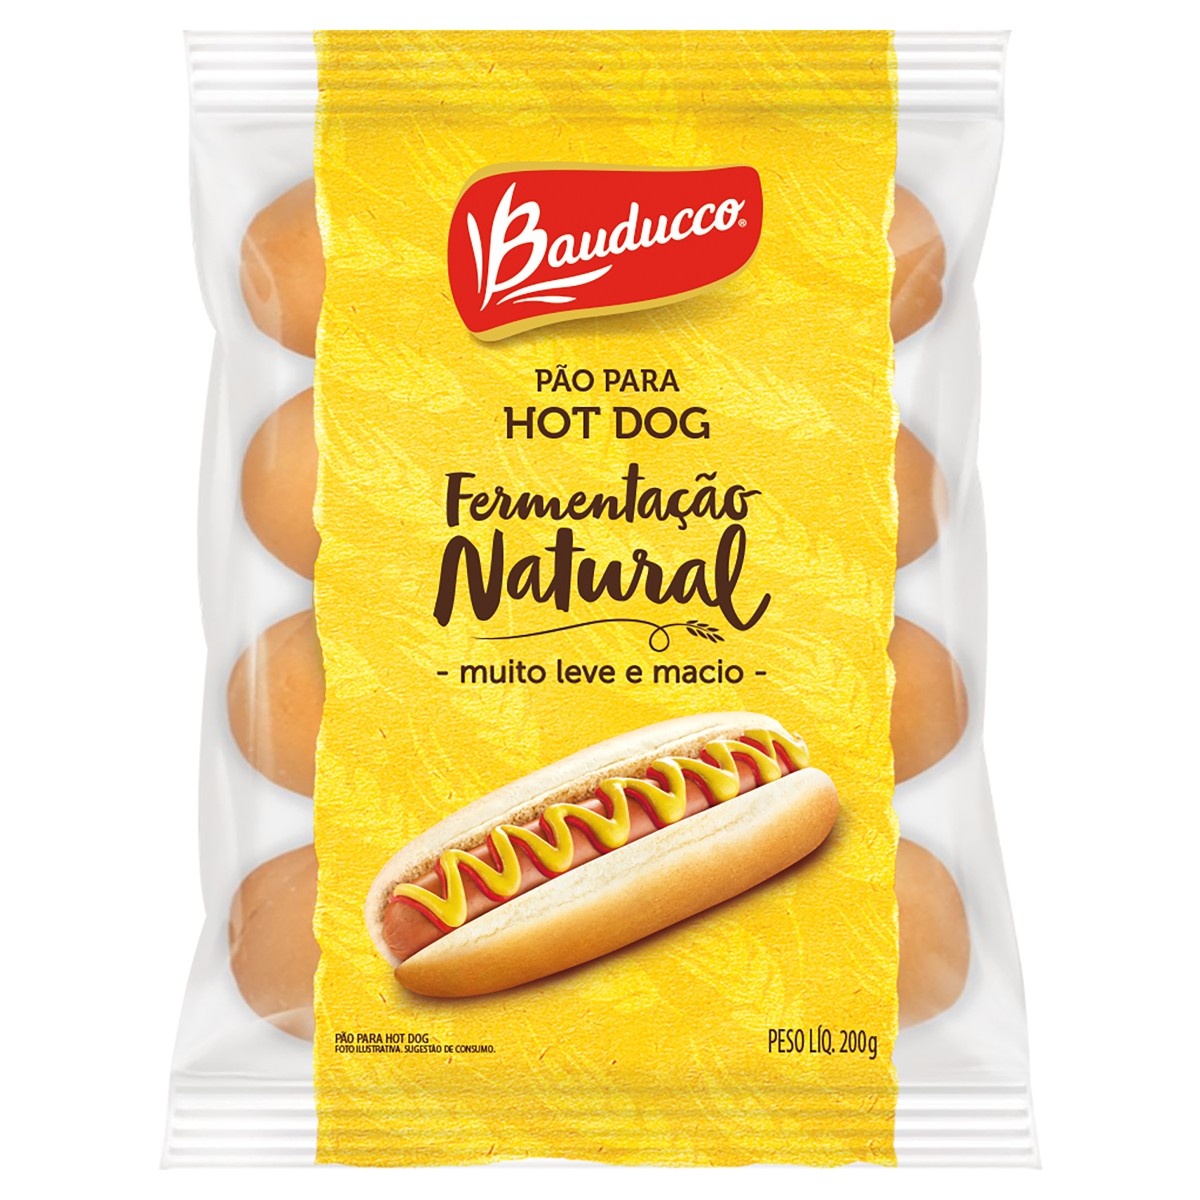 Bauducco®
PÃO PARA
HOT DOG
Fermentação
Natural
- muito leve e macio -
PÃO PARA HOT DOG
FOTO ILUSTRATIVA. SUGESTÃO DE CONSUMO.
PESO LÍQ. 200g